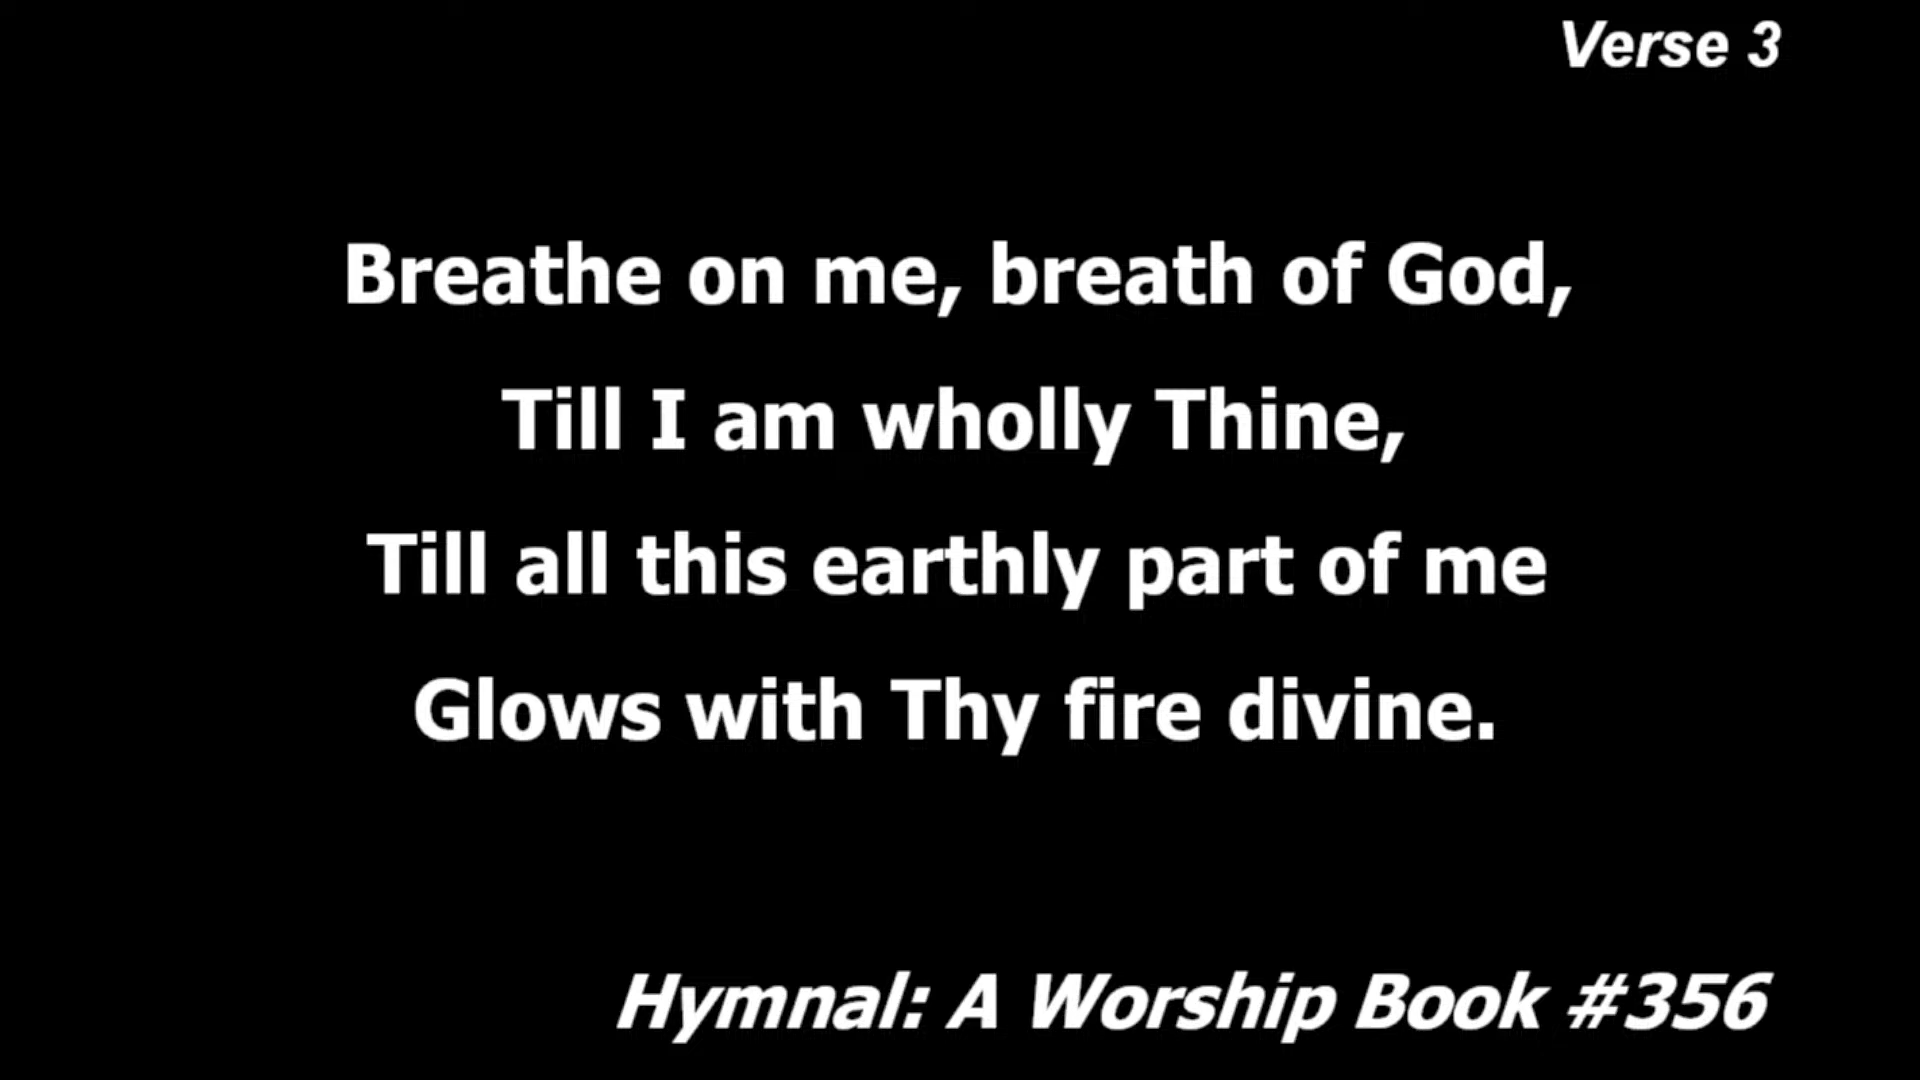 Verse 3
Breathe on me, breath of God,
Till I am wholly Thine,
Till all this earthly part of me
Glows with Thy fire divine.
Hymnal: A Worship Book #356